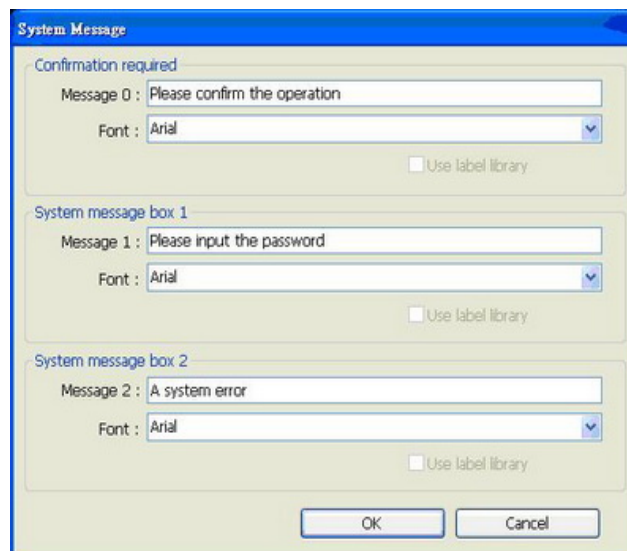 System Message
Confirmation required
Message 0 : Please confirm the operation
Font : Arial
Use label library
System message box 1
Message 1 : Please input the password
Font : Arial
Use label library
System message box 2
Message 2 : A system error
Font : Arial
Use label library
OK Cancel